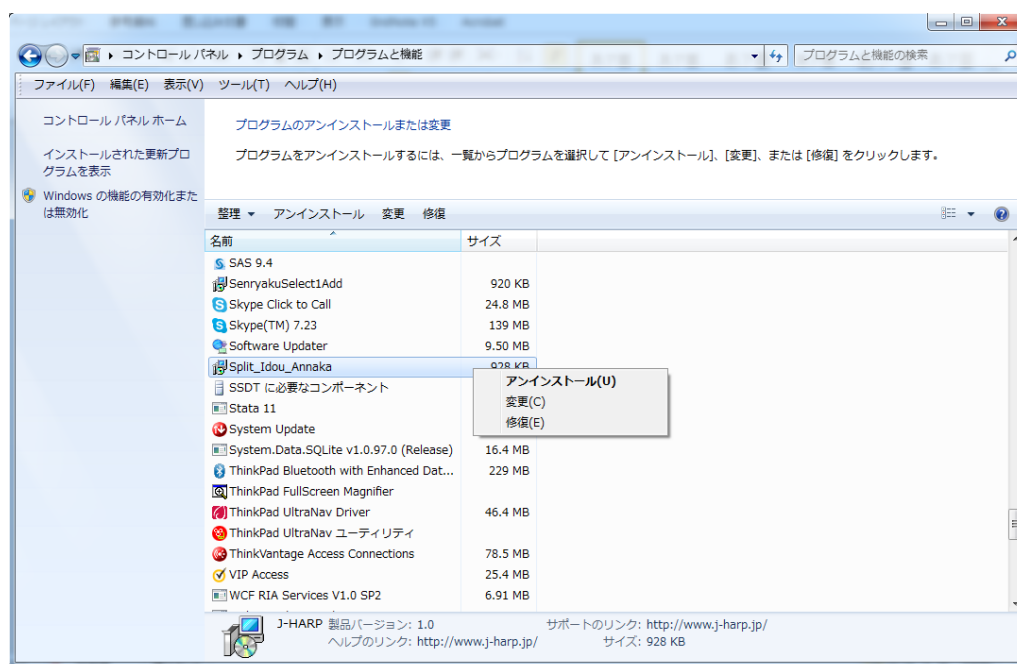 コントロール パネル ▸ プログラム ▸ プログラムと機能
プログラムと機能の検索
ファイル(F) 編集(E) 表示(V) ツール(T) ヘルプ(H)
コントロール パネル ホーム
インストールされた更新プログラムを表示
Windows の機能の有効化または無効化
プログラムのアンインストールまたは変更
プログラムをアンインストールするには、一覧からプログラムを選択して [アンインストール]、[変更]、または [修復] をクリックします。
整理 ▼ アンインストール 変更 修復
名前 サイズ
SAS 9.4
SenryakuSelect1Add 920 KB
Skype Click to Call 24.8 MB
Skype(TM) 7.23 139 MB
Software Updater 9.50 MB
Split_Idou_Annaka 928 KB
アンインストール(U)
変更(C)
修復(E)
SSDT に必要なコンポーネント
Stata 11
System Update
System.Data.SQLite v1.0.97.0 (Release) 16.4 MB
ThinkPad Bluetooth with Enhanced Dat... 229 MB
ThinkPad FullScreen Magnifier
ThinkPad UltraNav Driver 46.4 MB
ThinkPad UltraNav ユーティリティ
ThinkVantage Access Connections 78.5 MB
VIP Access 25.4 MB
WCF RIA Services V1.0 SP2 6.91 MB
J-HARP 製品バージョン: 1.0 サポートのリンク: http://www.j-harp.jp/
ヘルプのリンク: http://www.j-harp.jp/ サイズ: 928 KB